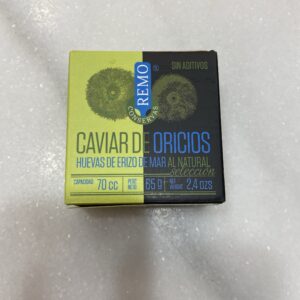 REMO
CONSERVAS
SIN ADITIVOS
CAVIAR DE ORICIOS
HUEVAS DE ERIZO DE MAR AL NATURAL
selección
CAPACIDAD 70 cc PESO NETO 65 g NET WEIGHT 2,4 ozs